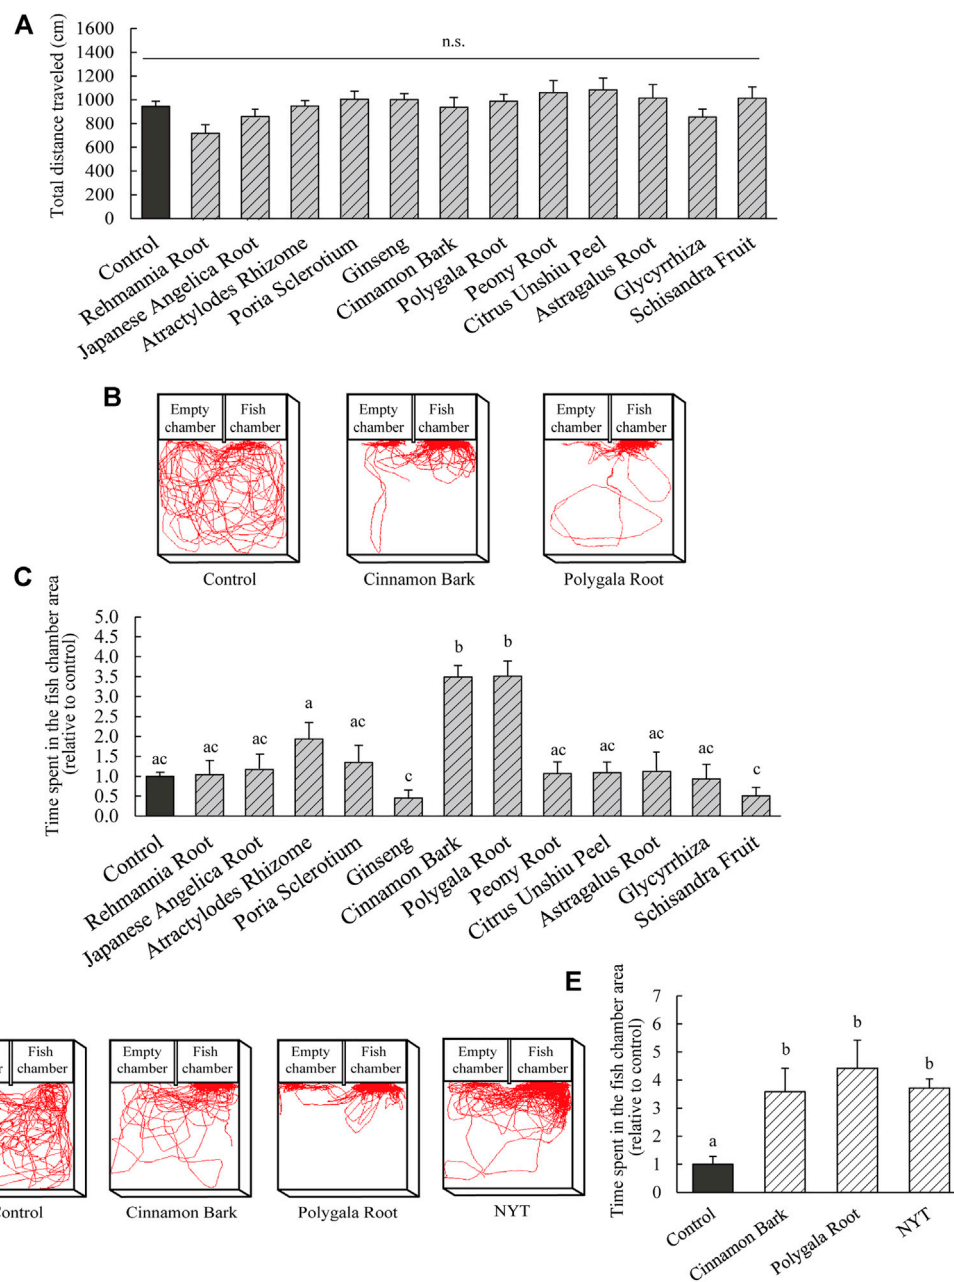 A
Total distance traveled (cm)
1600
1400
1200
1000
800
600
400
200
0
n.s.
Control
Rehmannia Root
Japanese Angelica Root
Atractylodes Rhizome
Poria Sclerotium
Ginseng
Cinnamon Bark
Polygala Root
Peony Root
Citrus Unshiu Peel
Astragalus Root
Glycyrrhiza
Schisandra Fruit
B
Empty chamber
Fish chamber
Empty chamber
Fish chamber
Empty chamber
Fish chamber
Control
Cinnamon Bark
Polygala Root
C
Time spent in the fish chamber area
(relative to control)
5.0
4.5
4.0
3.5
3.0
2.5
2.0
1.5
1.0
0.5
0.0
ac
ac
ac
a
ac
c
b
b
ac
ac
ac
ac
c
Control
Rehmannia Root
Japanese Angelica Root
Atractylodes Rhizome
Poria Sclerotium
Ginseng
Cinnamon Bark
Polygala Root
Peony Root
Citrus Unshiu Peel
Astragalus Root
Glycyrrhiza
Schisandra Fruit
r
Fish chamber
Empty chamber
Fish chamber
Empty chamber
Fish chamber
Empty chamber
Fish chamber
ontrol
Cinnamon Bark
Polygala Root
NYT
E
Time spent in the fish chamber area
(relative to control)
7
6
5
4
3
2
1
0
a
b
b
b
Control
Cinnamon Bark
Polygala Root
NYT